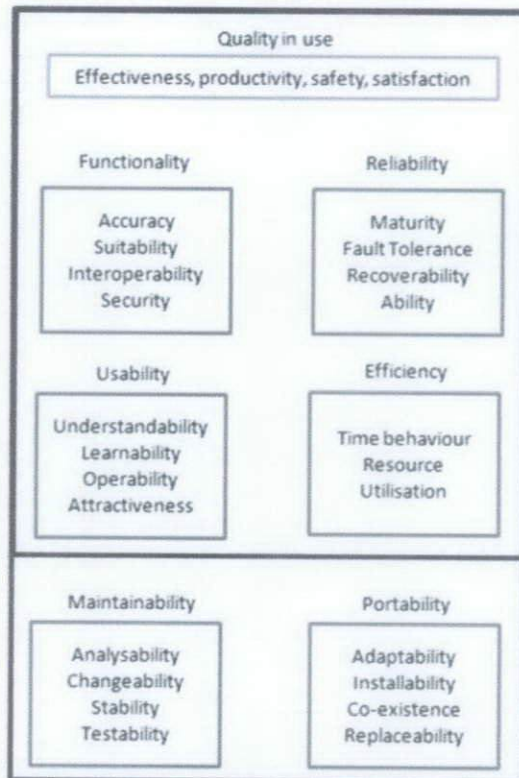 Quality in use
Effectiveness, productivity, safety, satisfaction
Functionality
Accuracy
Suitability
Interoperability
Security
Reliability
Maturity
Fault Tolerance
Recoverability
Ability
Usability
Understandability
Learnability
Operability
Attractiveness
Efficiency
Time behaviour
Resource
Utilisation
Maintainability
Analysability
Changeability
Stability
Testability
Portability
Adaptability
Installability
Co-existence
Replaceability